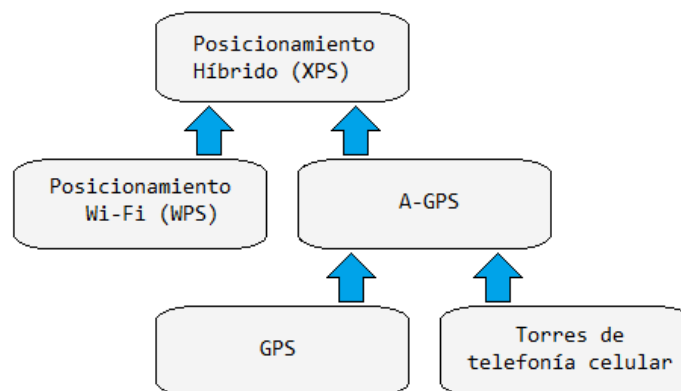 Posicionamiento
Híbrido (XPS)
Posicionamiento
Wi-Fi (WPS)
A-GPS
GPS
Torres de
telefonía celular